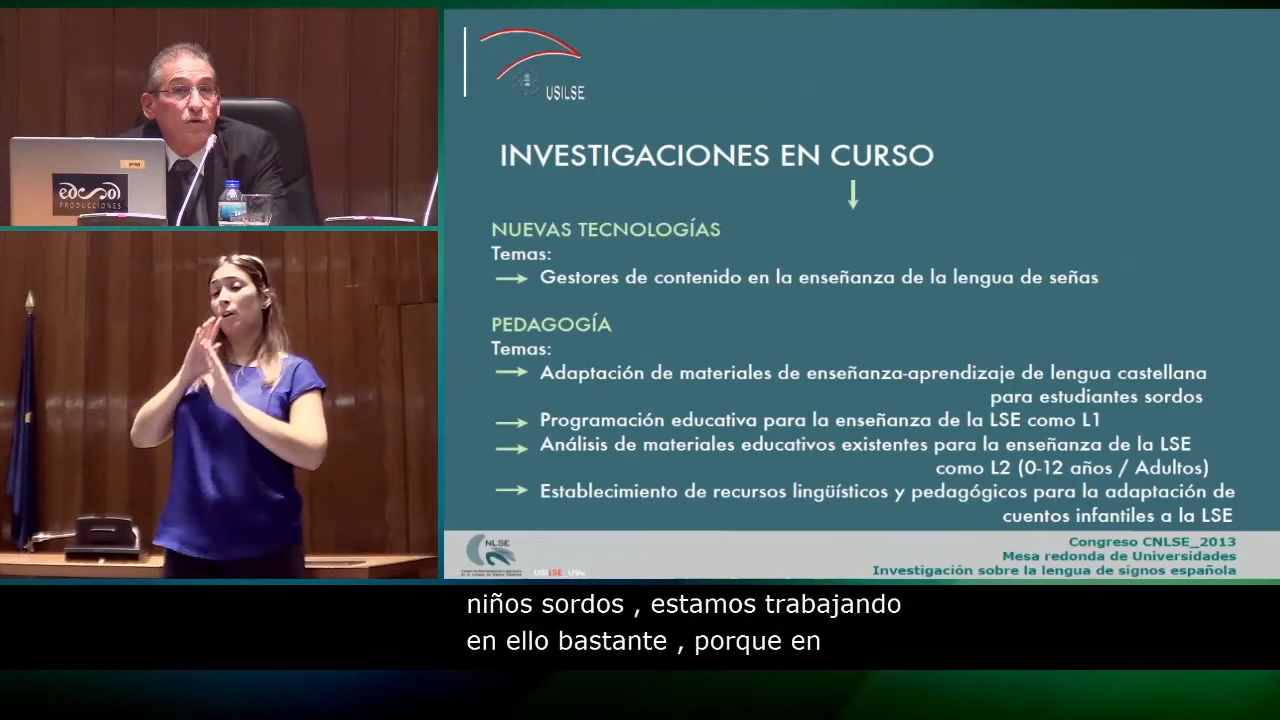 PRODUCCIONES
USILSE
INVESTIGACIONES EN CURSO
NUEVAS TECNOLOGÍAS
Temas:
Gestores de contenido en la enseñanza de la lengua de señas
PEDAGOGÍA
Temas:
Adaptación de materiales de enseñanza-aprendizaje de lengua castellana
para estudiantes sordos
Programación educativa para la enseñanza de la LSE como L1
Análisis de materiales educativos existentes para la enseñanza de la LSE
como L2 (0-12 años / Adultos)
Establecimiento de recursos lingüísticos y pedagógicos para la adaptación de
cuentos infantiles a la LSE
CNLSE
USILSE_UVa
Congreso CNLSE_2013
Mesa redonda de Universidades
Investigación sobre la lengua de signos española
niños sordos , estamos trabajando
en ello bastante , porque en